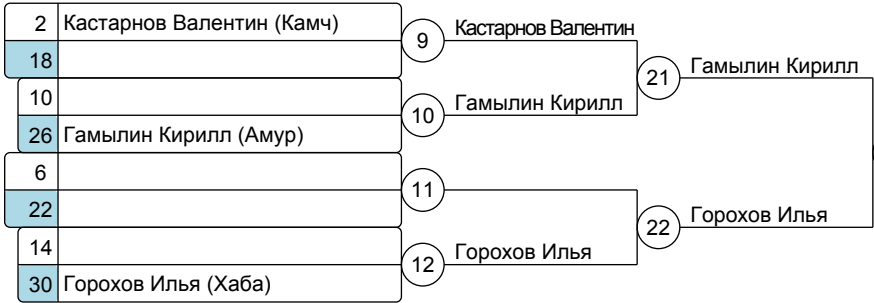 2 Кастарнов Валентин (Камч)
18
9 Кастарнов Валентин
10
26 Гамылин Кирилл (Амур)
10 Гамылин Кирилл
21 Гамылин Кирилл
6
22
11
14
30 Горохов Илья (Хаба)
12 Горохов Илья
22 Горохов Илья